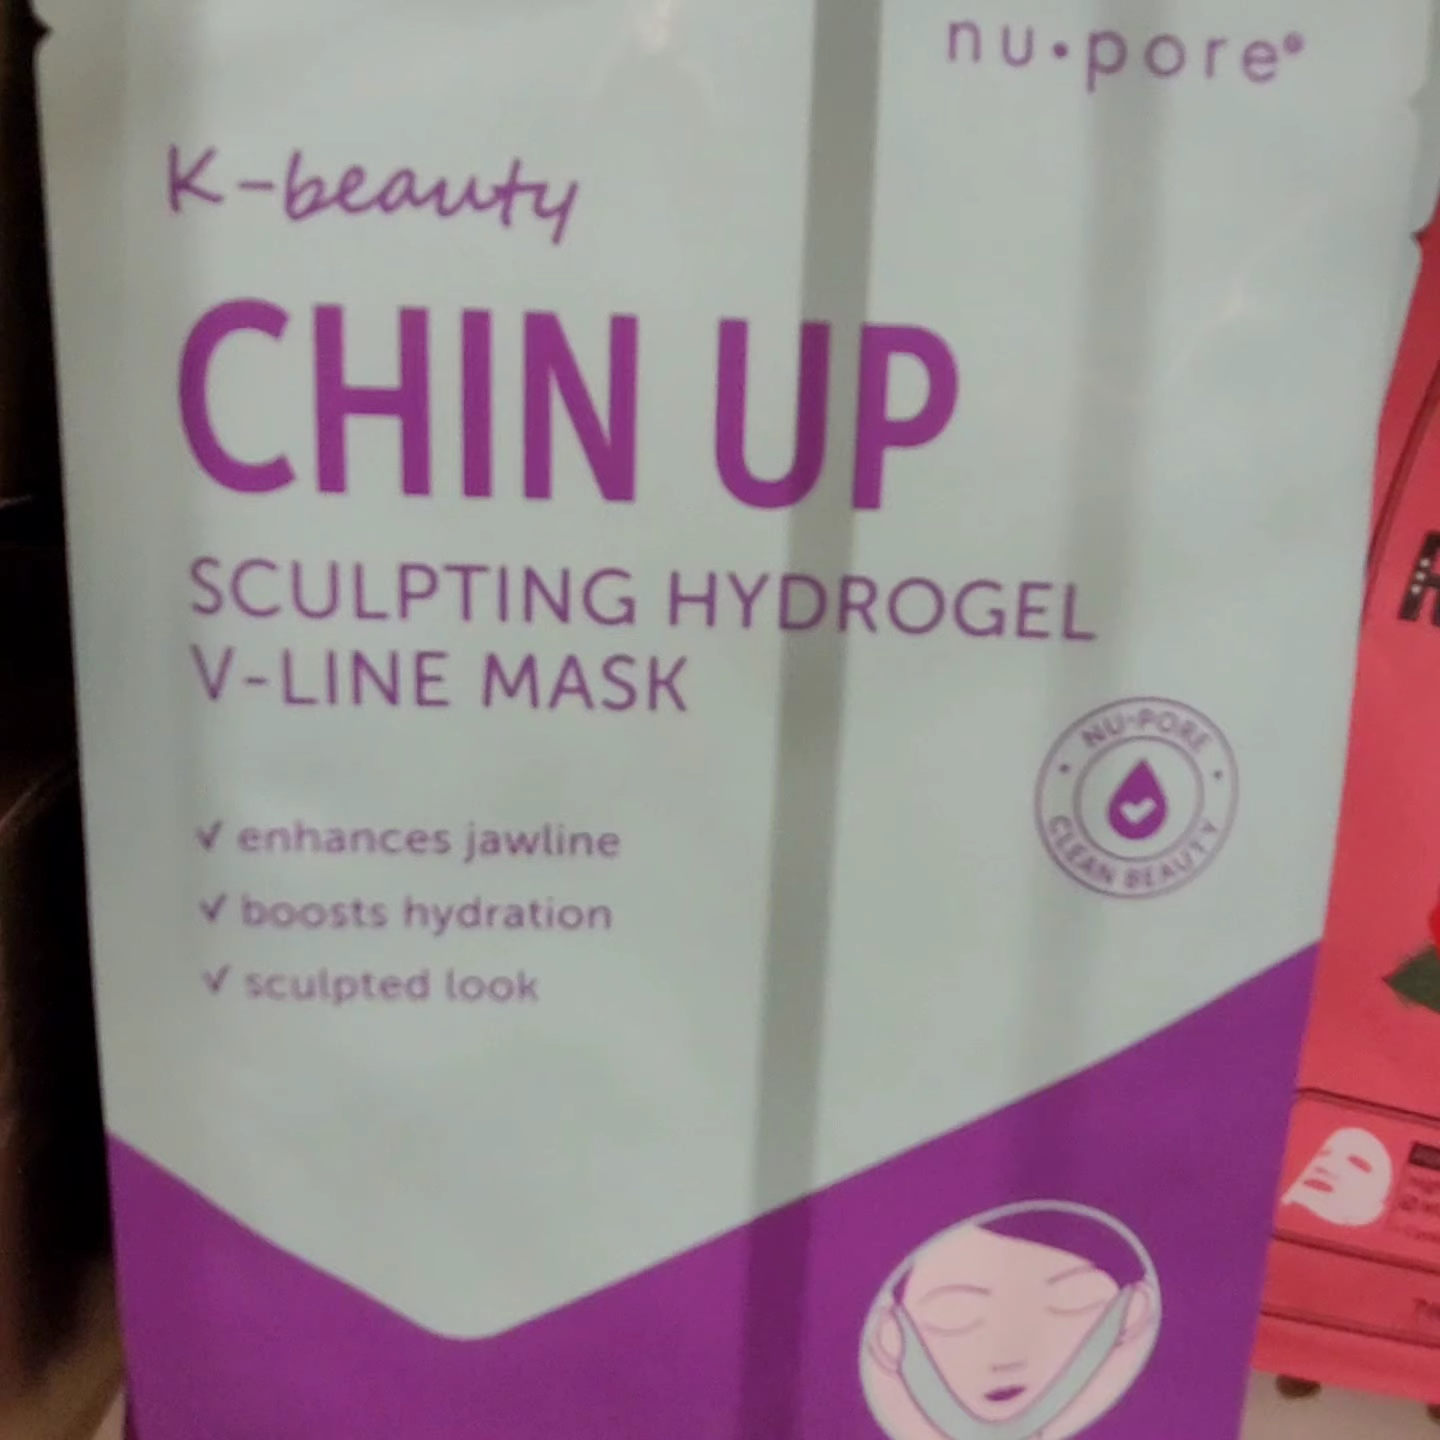 nu•pore®
K-beauty
CHIN UP
SCULPTING HYDROGEL
V-LINE MASK
✓ enhances jawline
✓ boosts hydration
✓ sculpted look
NU-PORE
• CLEAN BEAUTY •